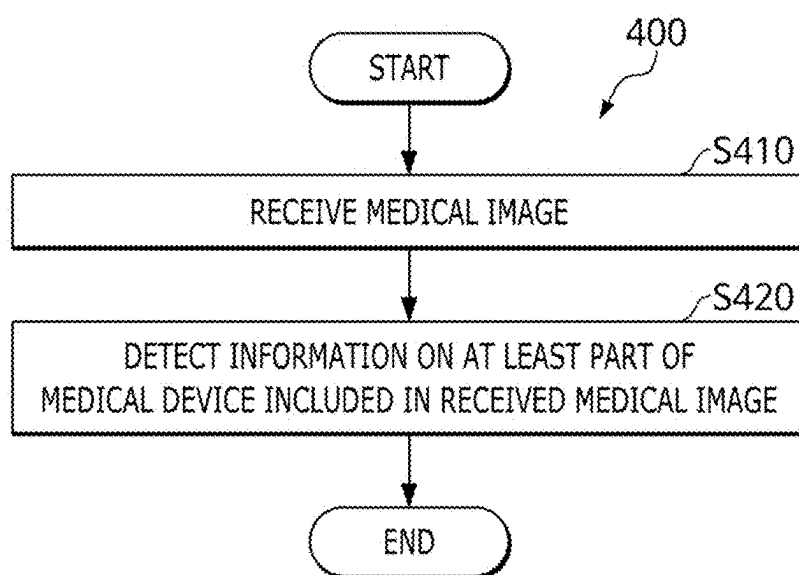 400
START
S410
RECEIVE MEDICAL IMAGE
S420
DETECT INFORMATION ON AT LEAST PART OF
MEDICAL DEVICE INCLUDED IN RECEIVED MEDICAL IMAGE
END